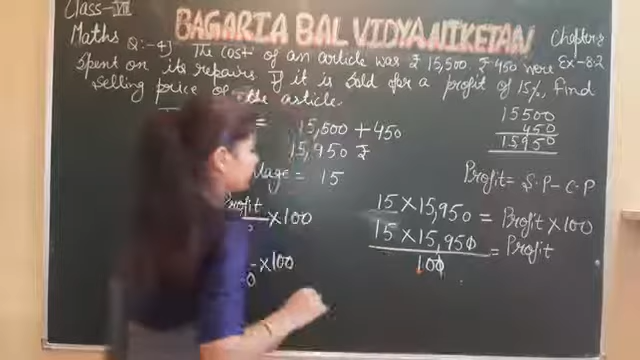 Class-VII
BAGARIA BAL VIDYA NIKETAN
Maths
Chapter
Q:-4) The cost of an article was ₹ 15,500. ₹ 450 were
Ex-8.2
spent on its repairs. If it is sold for a profit of 15%, find
selling price of the article.
= 15,500 + 450
15,950 ₹
= 15
Profit × 100
× 100
0
15500
450
15950
Profit = S.P - C.P
15 × 15,950 = Profit × 100
15 × 15,950 = Profit
100